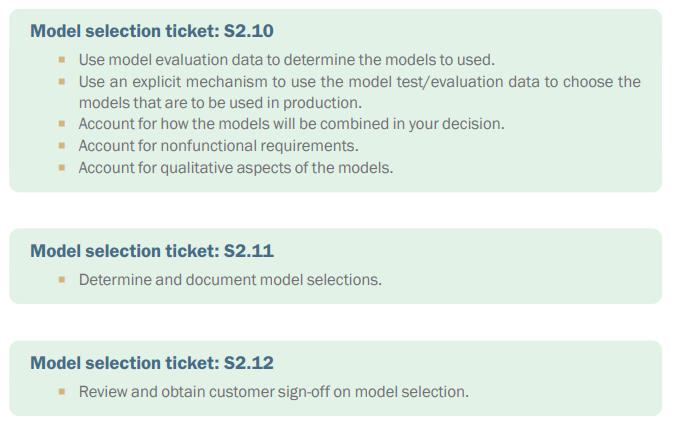 Model selection ticket: S2.10
▪ Use model evaluation data to determine the models to used.
▪ Use an explicit mechanism to use the model test/evaluation data to choose the
models that are to be used in production.
▪ Account for how the models will be combined in your decision.
▪ Account for nonfunctional requirements.
▪ Account for qualitative aspects of the models.
Model selection ticket: S2.11
▪ Determine and document model selections.
Model selection ticket: S2.12
▪ Review and obtain customer sign-off on model selection.